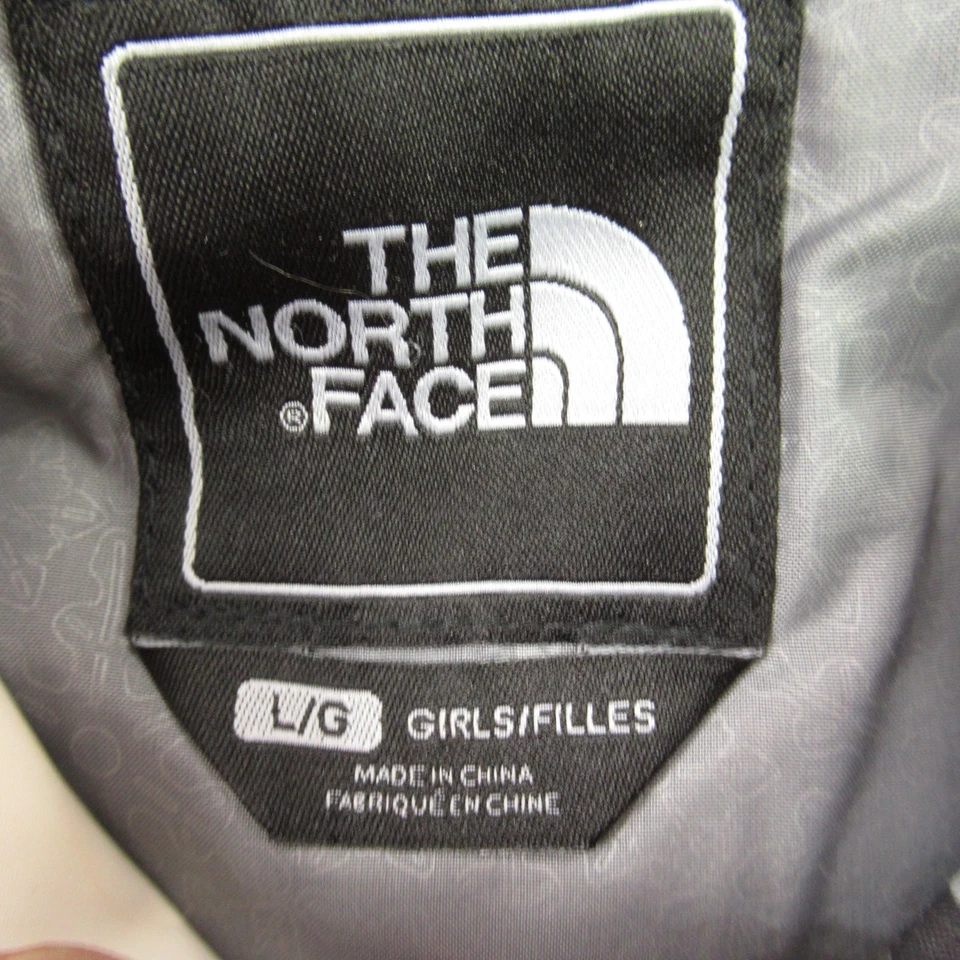 THE
NORTH
®FACE
L/G GIRLS/FILLES
MADE IN CHINA
FABRIQUÉ EN CHINE